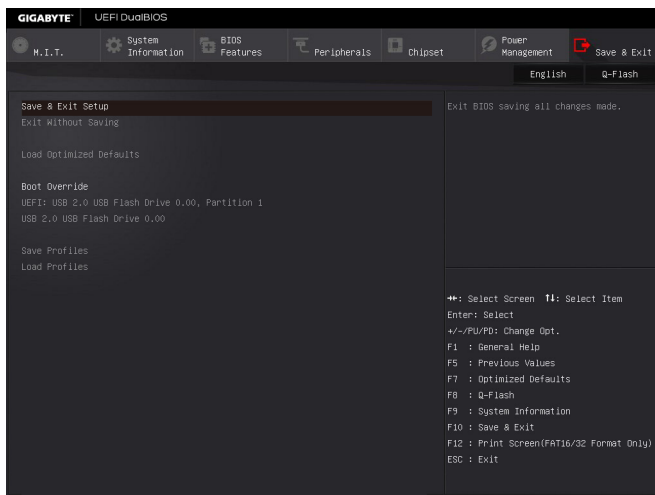 GIGABYTE™ UEFI DualBIOS
M.I.T.
System Information
BIOS Features
Peripherals
Chipset
Power Management
Save & Exit
English Q-Flash
Save & Exit Setup
Exit Without Saving
Load Optimized Defaults
Boot Override
UEFI: USB 2.0 USB Flash Drive 0.00, Partition 1
USB 2.0 USB Flash Drive 0.00
Save Profiles
Load Profiles
Exit BIOS saving all changes made.
→←: Select Screen ↑↓: Select Item
Enter: Select
+/-/PU/PD: Change Opt.
F1 : General Help
F5 : Previous Values
F7 : Optimized Defaults
F8 : Q-Flash
F9 : System Information
F10 : Save & Exit
F12 : Print Screen(FAT16/32 Format Only)
ESC : Exit